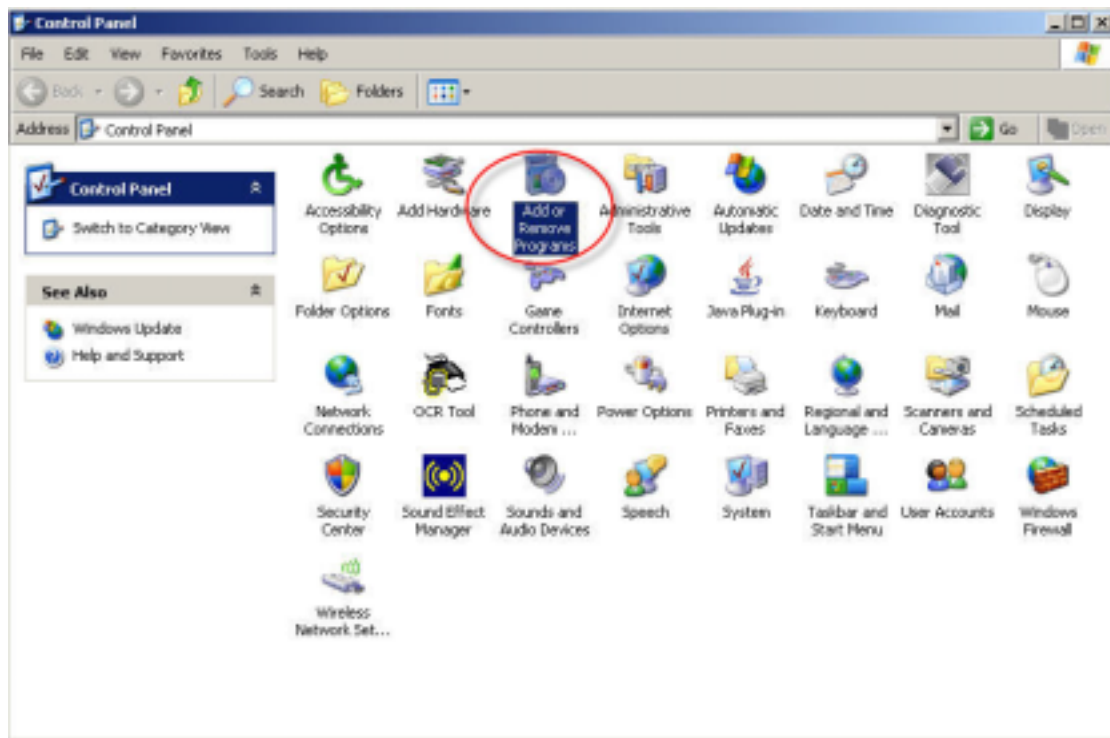 Control Panel
File Edit View Favorites Tools Help
Back Search Folders
Address Control Panel Go
Control Panel
Switch to Category View
See Also
Windows Update
Help and Support
Accessibility Options
Add Hardware
Add or Remove Programs
Administrative Tools
Automatic Updates
Date and Time
Diagnostic Tool
Display
Folder Options
Fonts
Game Controllers
Internet Options
Java Plug-in
Keyboard
Mail
Mouse
Network Connections
OCR Tool
Phone and Modem ...
Power Options
Printers and Faxes
Regional and Language ...
Scanners and Cameras
Scheduled Tasks
Security Center
Sound Effect Manager
Sounds and Audio Devices
Speech
System
Taskbar and Start Menu
User Accounts
Windows Firewall
Wireless Network Set...